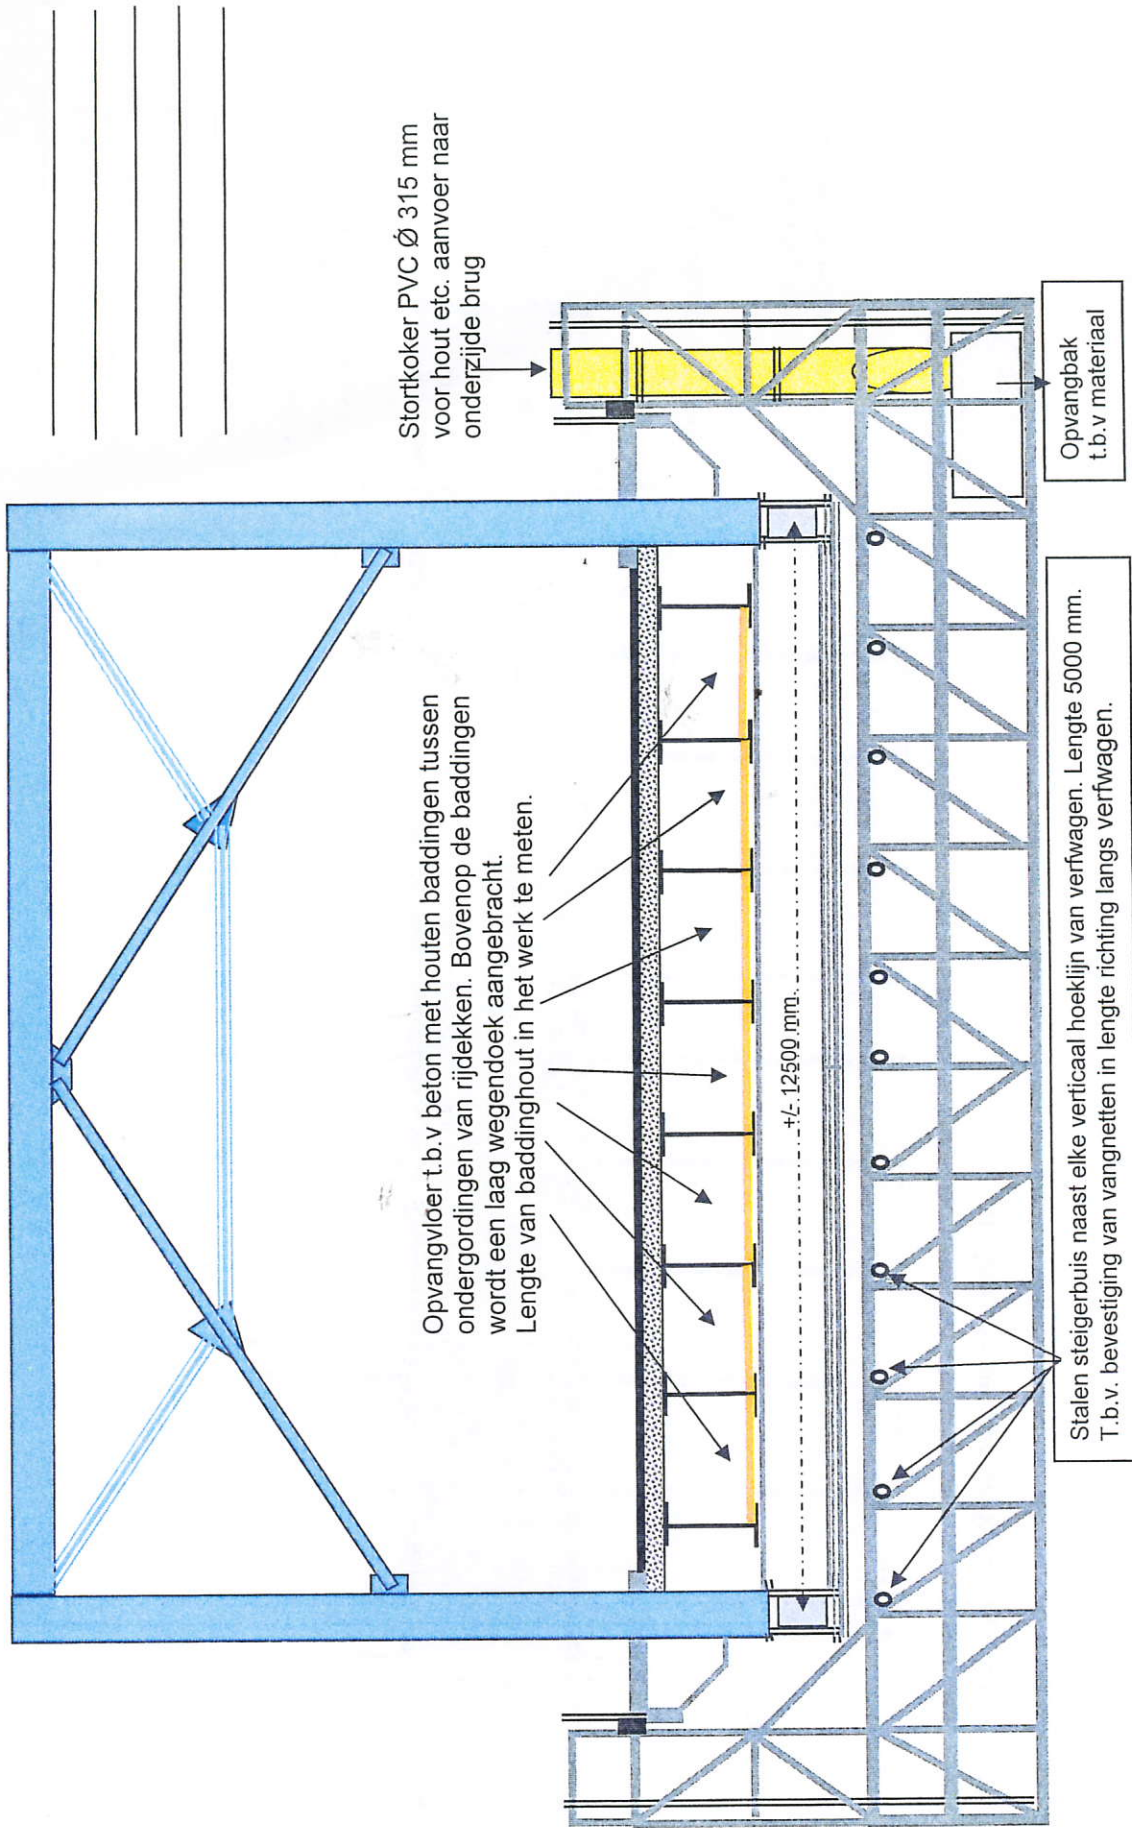 Stortkoker PVC Ø 315 mm
voor hout etc. aanvoer naar
onderzijde brug
Opvangvloer t.b.v beton met houten baddingen tussen
ondergordingen van rijdekken. Bovenop de baddingen
wordt een laag wegendoek aangebracht.
Lengte van baddinghout in het werk te meten.
+/- 12500 mm
Opvangbak
t.b.v materiaal
Stalen steigerbuis naast elke verticaal hoeklijn van verfwagen. Lengte 5000 mm.
T.b.v. bevestiging van vangnetten in lengte richting langs verfwagen.